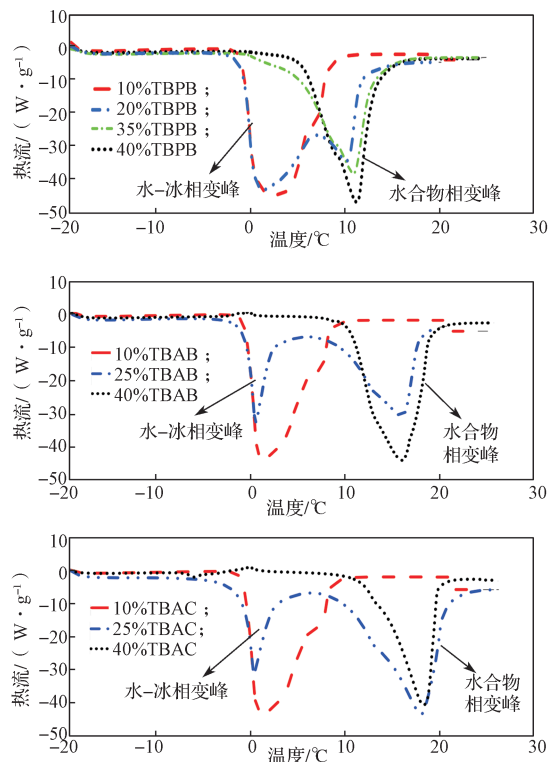 10
0
-10
-20
-30
-40
-50
-20
-10
0
10
20
热流/（W·g⁻¹）
温度/℃
10%TBPB；
20%TBPB；
35%TBPB；
40%TBPB
水-冰相变峰
水合物相变峰
10
0
-10
-20
-30
-40
-50
-20
-10
0
10
20
30
热流/（W·g⁻¹）
温度/℃
10%TBAB；
25%TBAB；
40%TBAB
水-冰相变峰
水合物
相变峰
10
0
-10
-20
-30
-40
-50
-20
-10
0
10
20
30
热流/（W·g⁻¹）
温度/℃
10%TBAC；
25%TBAC；
40%TBAC
水-冰相变峰
水合物
相变峰